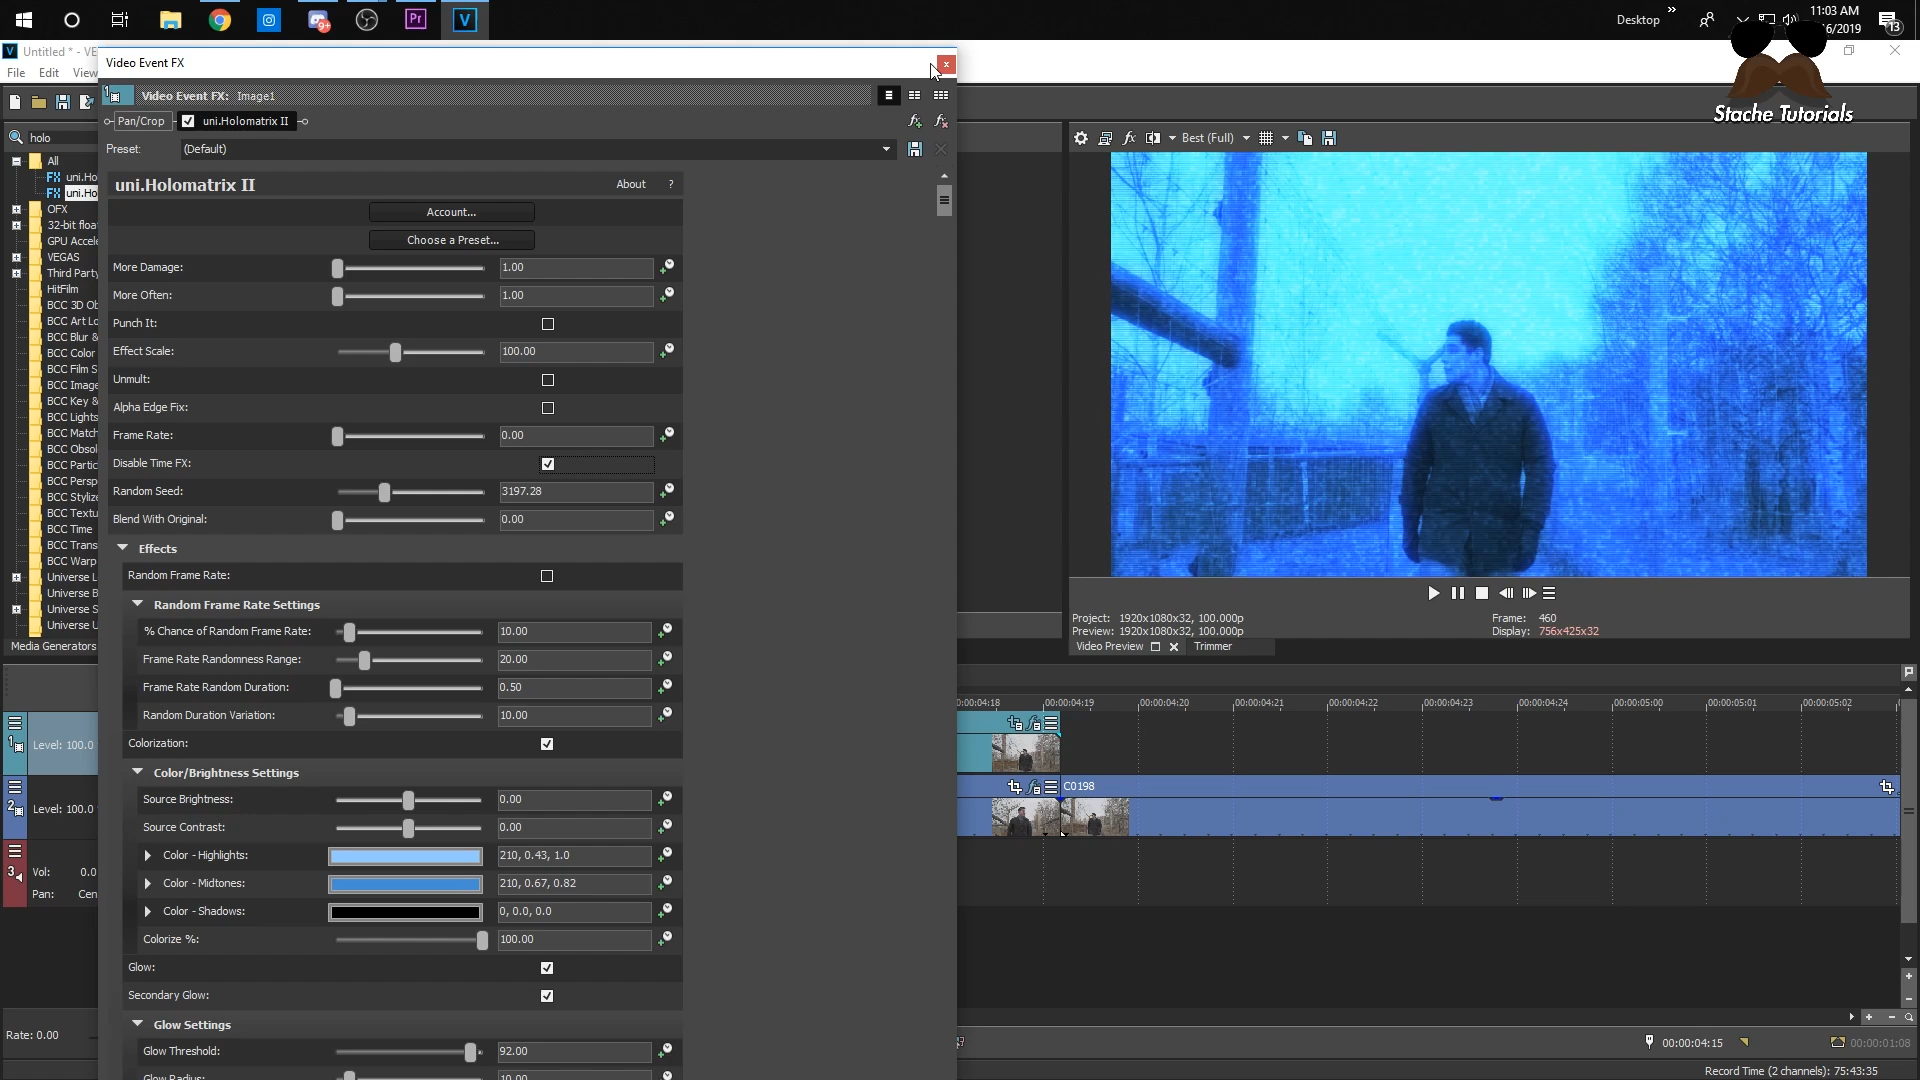 Desktop
»
11:03 AM
6/2019
13
9+
Pr
V
Untitled * - VE
Video Event FX
x
File Edit View
Video Event FX: Image1
Pan/Crop
uni.Holomatrix II
Preset:
(Default)
holo
All
FX uni.Ho
FX uni.Ho
OFX
32-bit floa
GPU Accele
VEGAS
Third Party
HitFilm
BCC 3D Ob
BCC Art Lo
BCC Blur &
BCC Color
BCC Film S
BCC Image
BCC Key &
BCC Lights
BCC Match
BCC Obsol
BCC Partic
BCC Persp
BCC Stylize
BCC Textu
BCC Time
BCC Trans
BCC Warp
Universe L
Universe B
Universe S
Universe U
Media Generators
uni.Holomatrix II
About
?
Account...
Choose a Preset...
More Damage: 1.00
More Often: 1.00
Punch It:
Effect Scale: 100.00
Unmult:
Alpha Edge Fix:
Frame Rate: 0.00
Disable Time FX:
Random Seed: 3197.28
Blend With Original: 0.00
Effects
Random Frame Rate:
Random Frame Rate Settings
% Chance of Random Frame Rate: 10.00
Frame Rate Randomness Range: 20.00
Frame Rate Random Duration: 0.50
Random Duration Variation: 10.00
Colorization:
Color/Brightness Settings
Source Brightness: 0.00
Source Contrast: 0.00
Color - Highlights: 210, 0.43, 1.0
Color - Midtones: 210, 0.67, 0.82
Color - Shadows: 0, 0.0, 0.0
Colorize %: 100.00
Glow:
Secondary Glow:
Glow Settings
Glow Threshold: 92.00
Glow Radius: 10.00
Stache Tutorials
fx
Best (Full)
Project: 1920x1080x32, 100.000p
Preview: 1920x1080x32, 100.000p
Frame: 460
Display: 756x425x32
Video Preview
Trimmer
00:00:04:19
00:00:04:20
00:00:04:21
00:00:04:22
00:00:04:23
00:00:04:24
00:00:05:00
00:00:05:01
00:00:05:02
1
Level: 100.0
2
Level: 100.0
C0198
3
Vol: 0.0
Pan: Cen
Rate: 0.00
00:00:04:15
00:00:01:08
Record Time (2 channels): 75:43:35